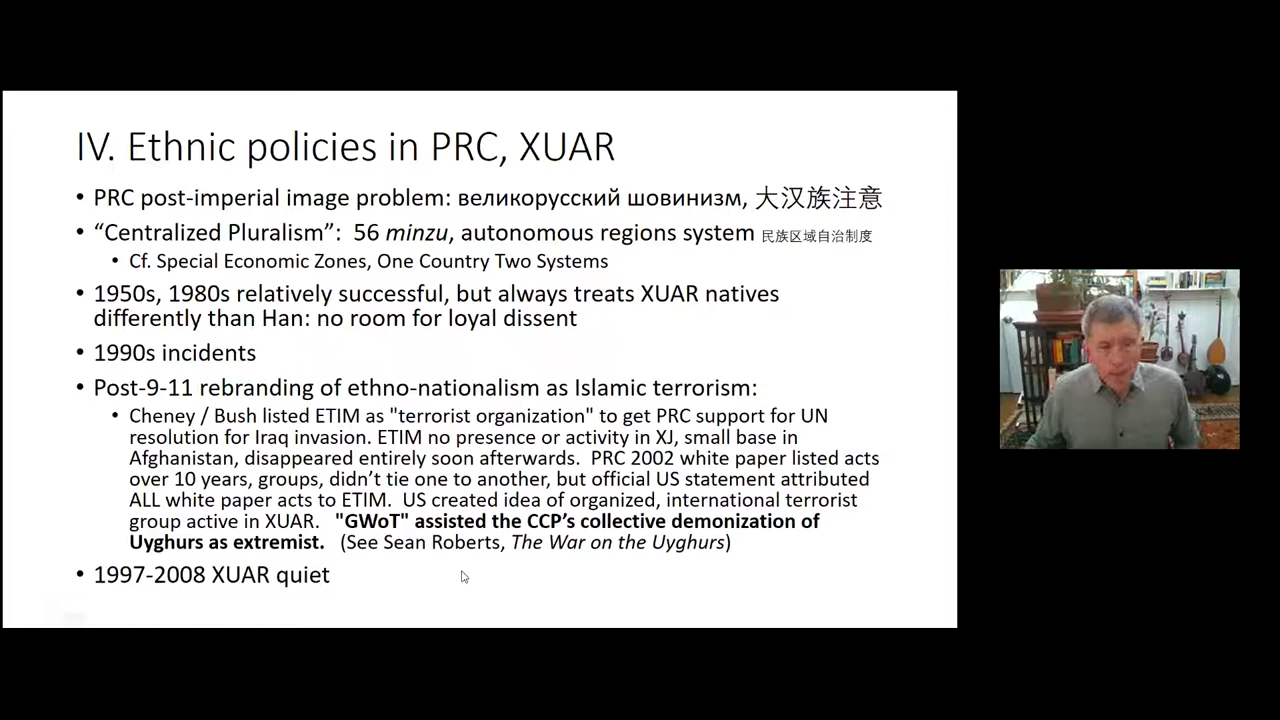 IV. Ethnic policies in PRC, XUAR
• PRC post-imperial image problem: великорусский шовинизм, 大汉族注意
• “Centralized Pluralism”:  56 minzu, autonomous regions system 民族区域自治制度
• Cf. Special Economic Zones, One Country Two Systems
• 1950s, 1980s relatively successful, but always treats XUAR natives
differently than Han: no room for loyal dissent
• 1990s incidents
• Post-9-11 rebranding of ethno-nationalism as Islamic terrorism:
• Cheney / Bush listed ETIM as "terrorist organization" to get PRC support for UN
resolution for Iraq invasion. ETIM no presence or activity in XJ, small base in
Afghanistan, disappeared entirely soon afterwards.  PRC 2002 white paper listed acts
over 10 years, groups, didn’t tie one to another, but official US statement attributed
ALL white paper acts to ETIM.  US created idea of organized, international terrorist
group active in XUAR.   "GWoT" assisted the CCP’s collective demonization of
Uyghurs as extremist.   (See Sean Roberts, The War on the Uyghurs)
• 1997-2008 XUAR quiet